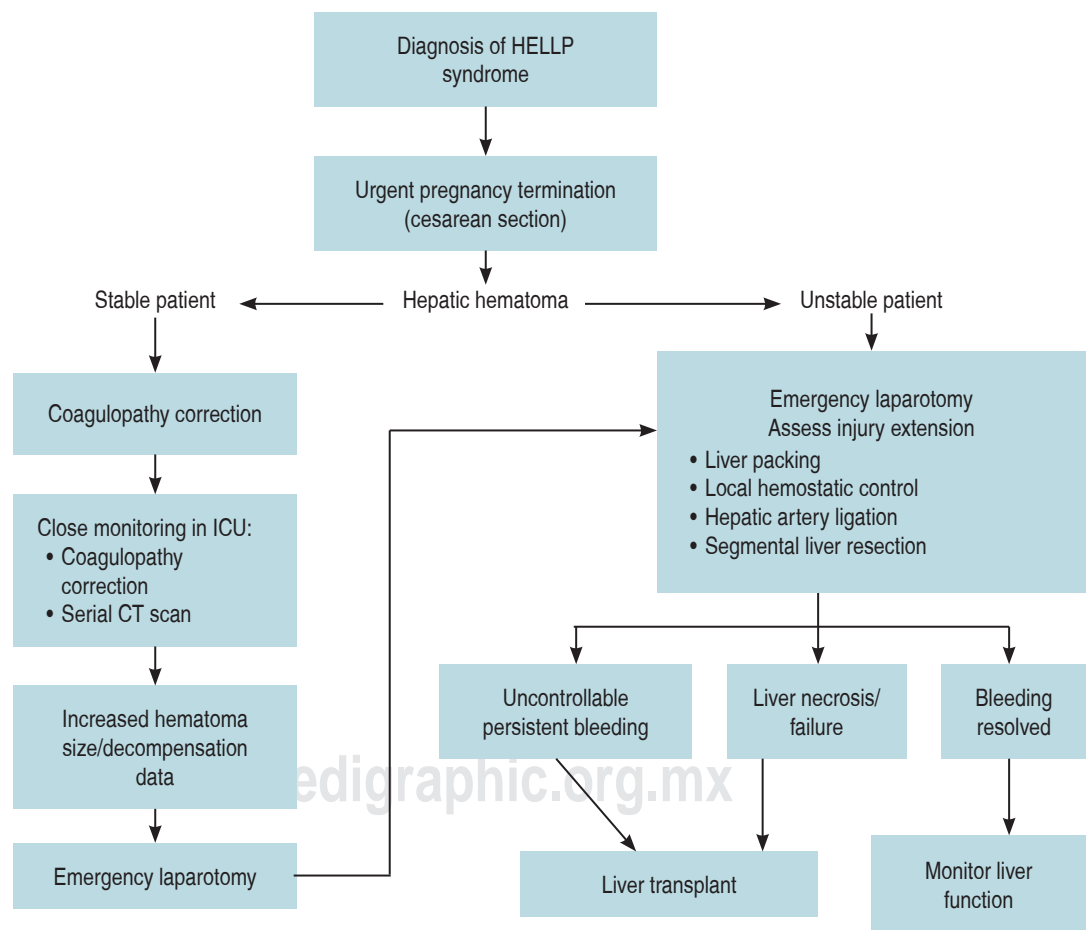 Diagnosis of HELLP
syndrome
Urgent pregnancy termination
(cesarean section)
Stable patient
Hepatic hematoma
Unstable patient
Coagulopathy correction
Close monitoring in ICU:
• Coagulopathy
correction
• Serial CT scan
Increased hematoma
size/decompensation
data
Emergency laparotomy
Emergency laparotomy
Assess injury extension
• Liver packing
• Local hemostatic control
• Hepatic artery ligation
• Segmental liver resection
Uncontrollable
persistent bleeding
Liver necrosis/
failure
Bleeding
resolved
Liver transplant
Monitor liver
function
edigraphic.org.mx